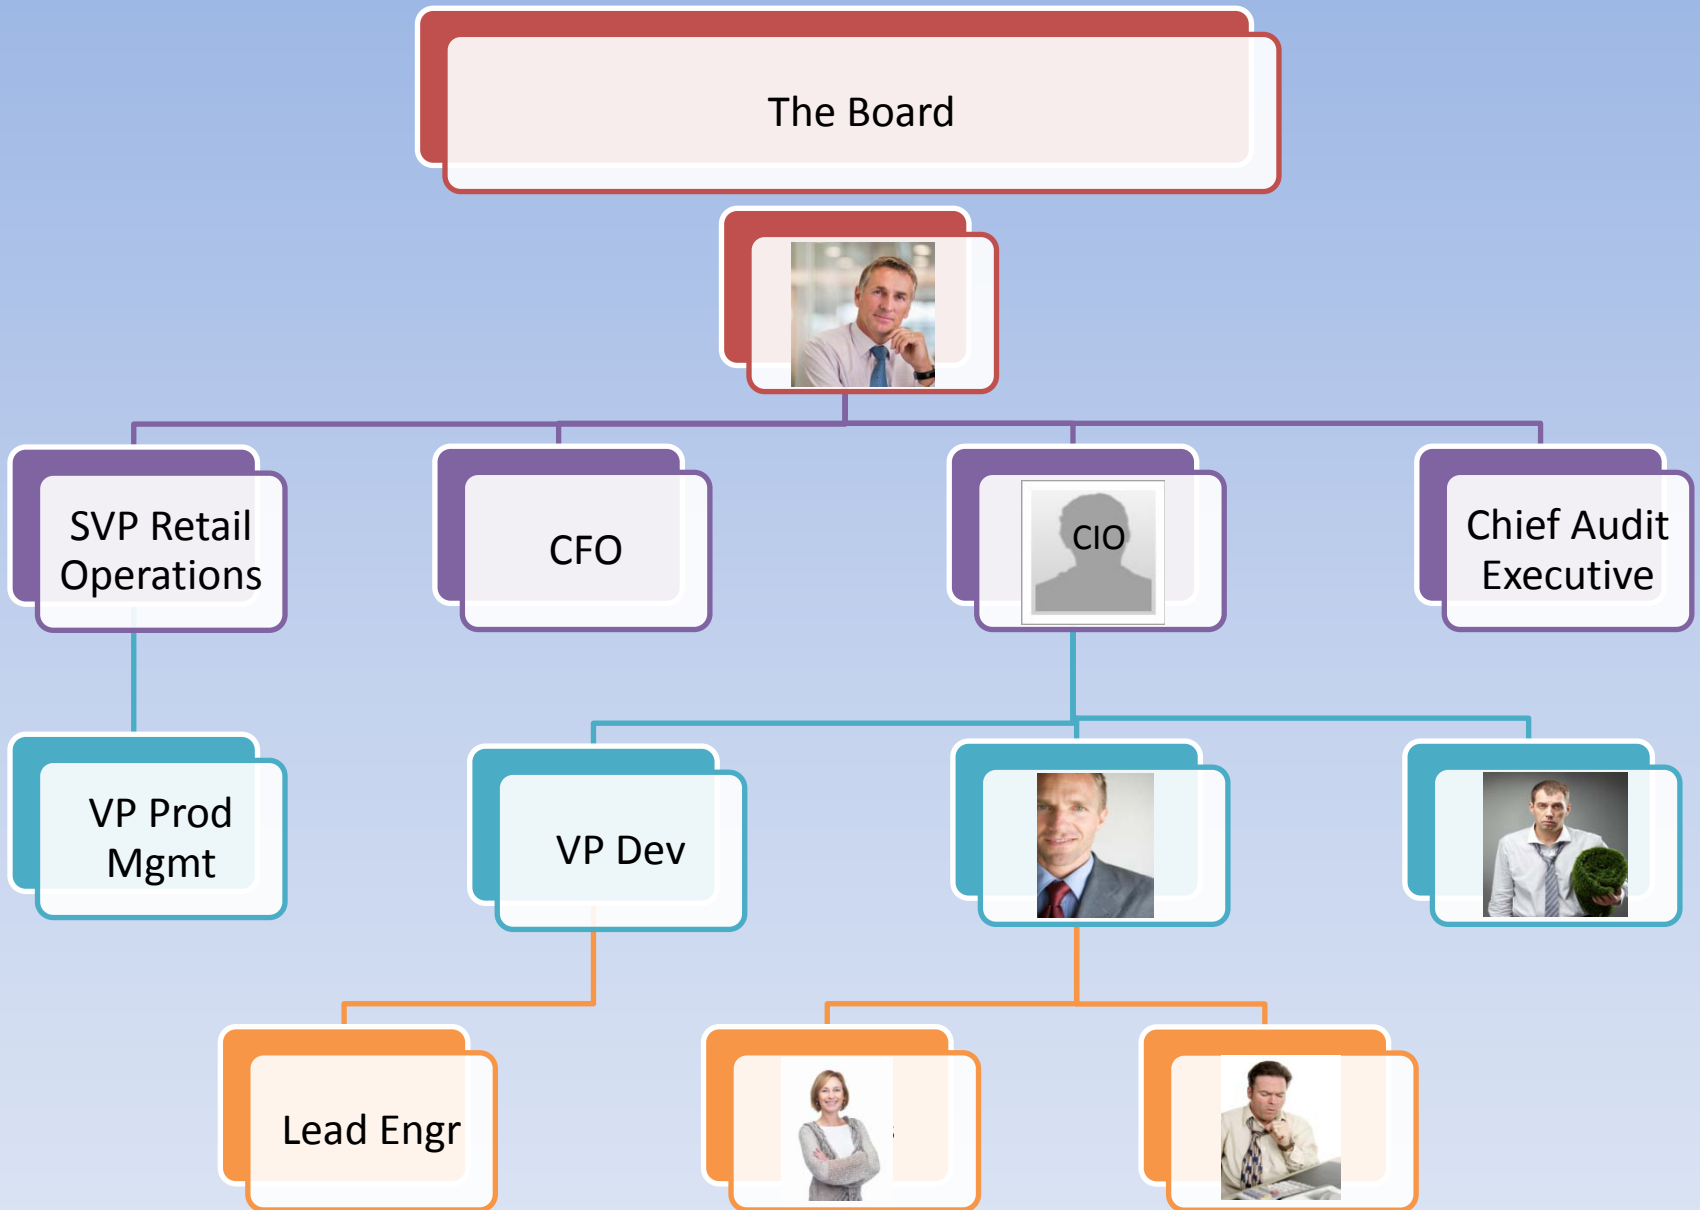 The Board
SVP Retail
Operations
CFO
CIO
Chief Audit
Executive
VP Prod
Mgmt
VP Dev
Lead Engr